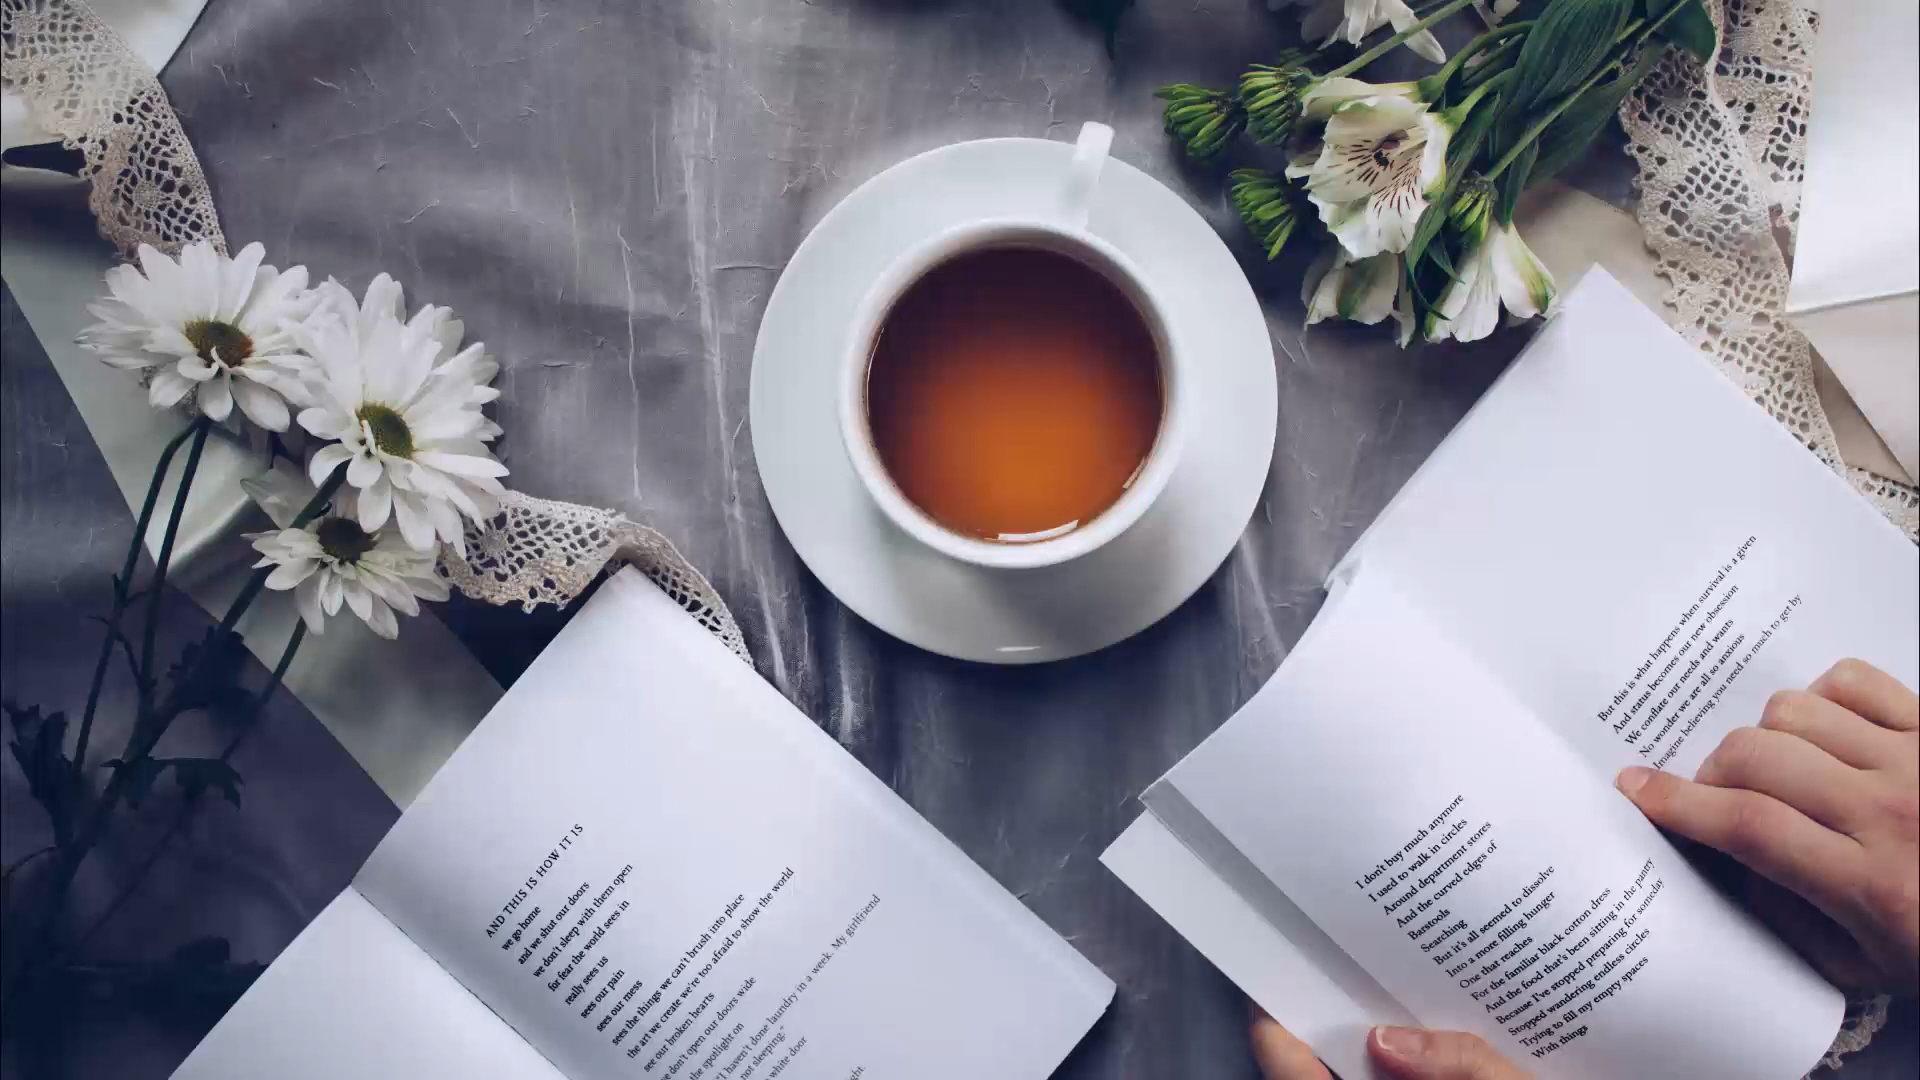 AND THIS IS HOW IT IS
we go home
and we shut our doors
we don't sleep with them open
for fear the world sees in
really sees us
sees our pain
sees our mess
sees the things we can't brush into place
the art we create we're too afraid to show the world
see our broken hearts
don't open our doors wide
the spotlight on
"I haven't done laundry in a week. My girlfriend
not sleeping."
white door
I don't buy much anymore
I used to walk in circles
Around department stores
And the curved edges of
Barstools
Searching
But it's all seemed to dissolve
Into a more filling hunger
One that reaches
For the familiar black cotton dress
And the food that's been sitting in the pantry
Because I've stopped preparing for someday
Stopped wandering endless circles
Trying to fill my empty spaces
With things
But this is what happens when survival is a given
And status becomes our new obsession
We conflate our needs and wants
No wonder we are all so anxious
Imagine believing you need so much to get by